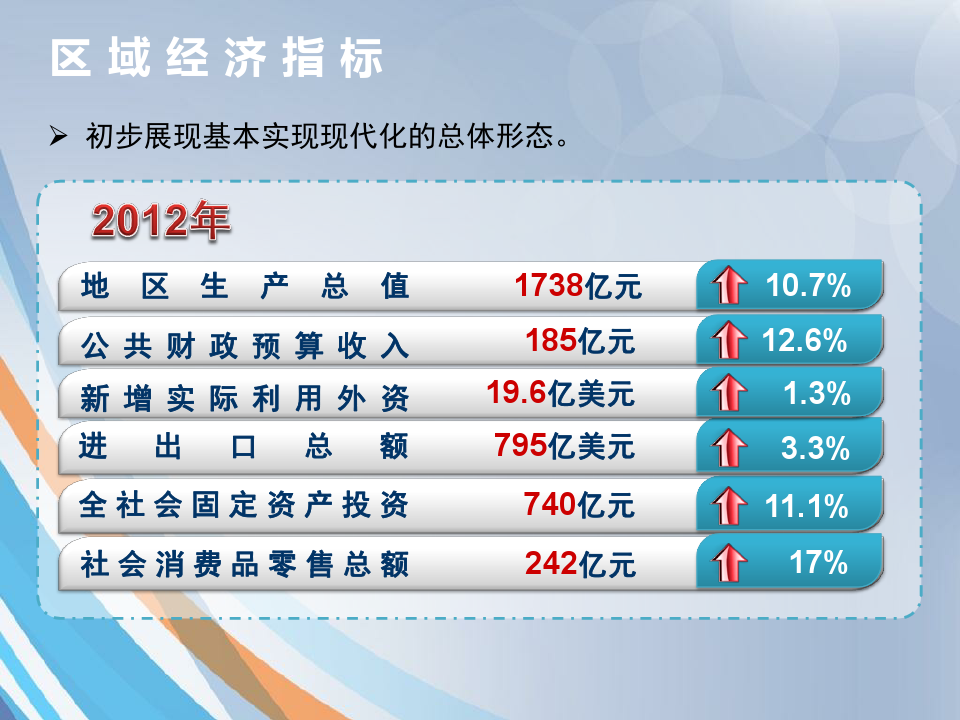 区域经济指标
➢ 初步展现基本实现现代化的总体形态。
2012年
地区生产总值 1738亿元 10.7%
公共财政预算收入 185亿元 12.6%
新增实际利用外资 19.6亿美元 1.3%
进出口总额 795亿美元 3.3%
全社会固定资产投资 740亿元 11.1%
社会消费品零售总额 242亿元 17%